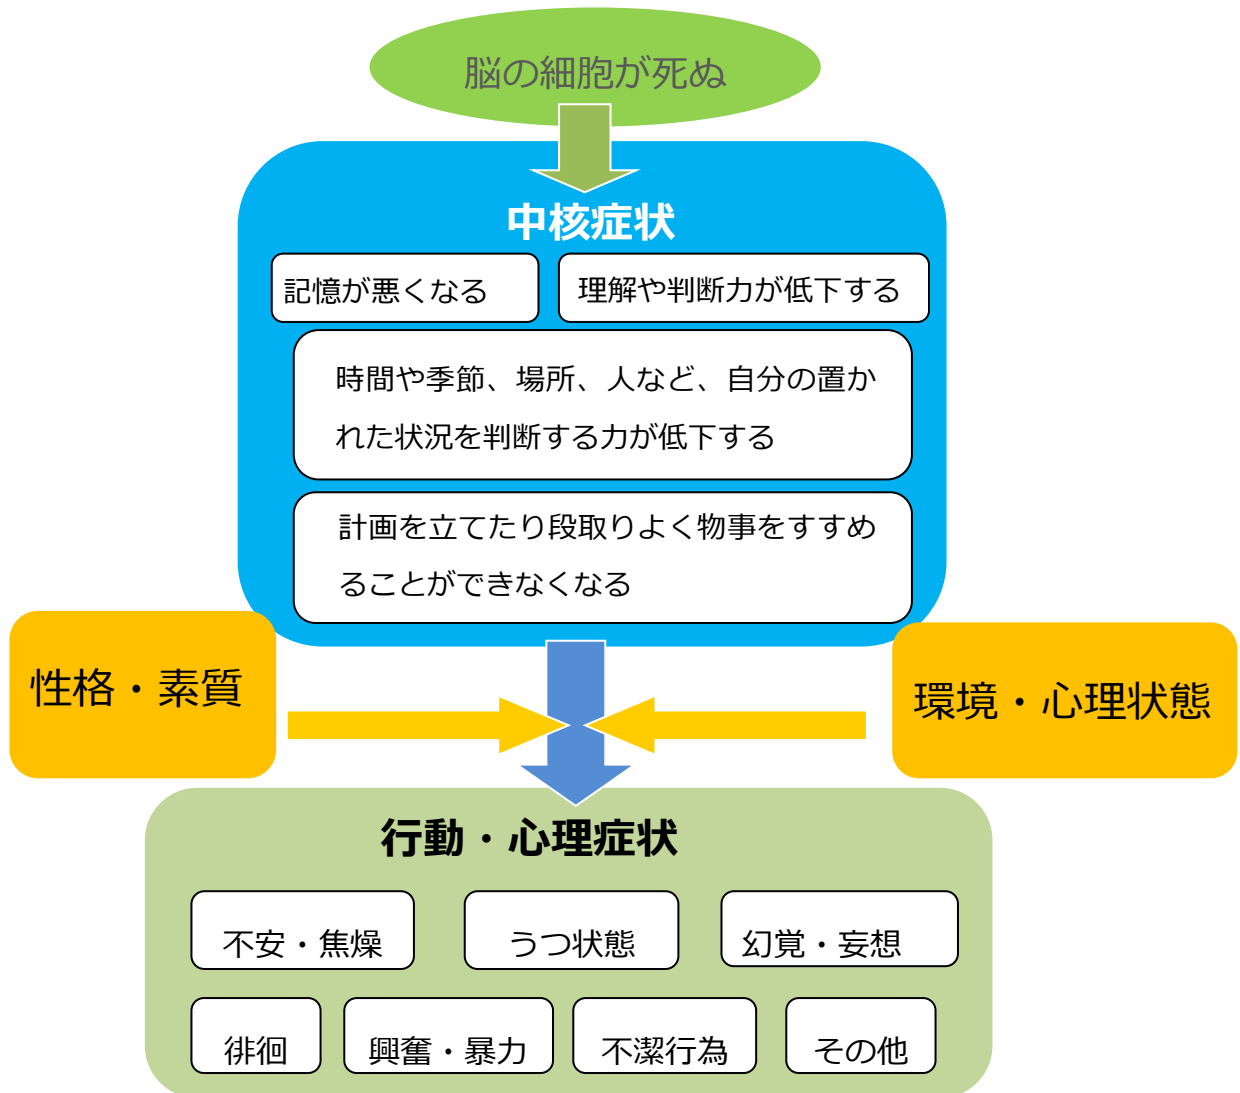 脳の細胞が死ぬ
中核症状
記憶が悪くなる
理解や判断力が低下する
時間や季節、場所、人など、自分の置か
れた状況を判断する力が低下する
計画を立てたり段取りよく物事をすすめ
ることができなくなる
性格・素質
環境・心理状態
行動・心理症状
不安・焦燥
うつ状態
幻覚・妄想
徘徊
興奮・暴力
不潔行為
その他